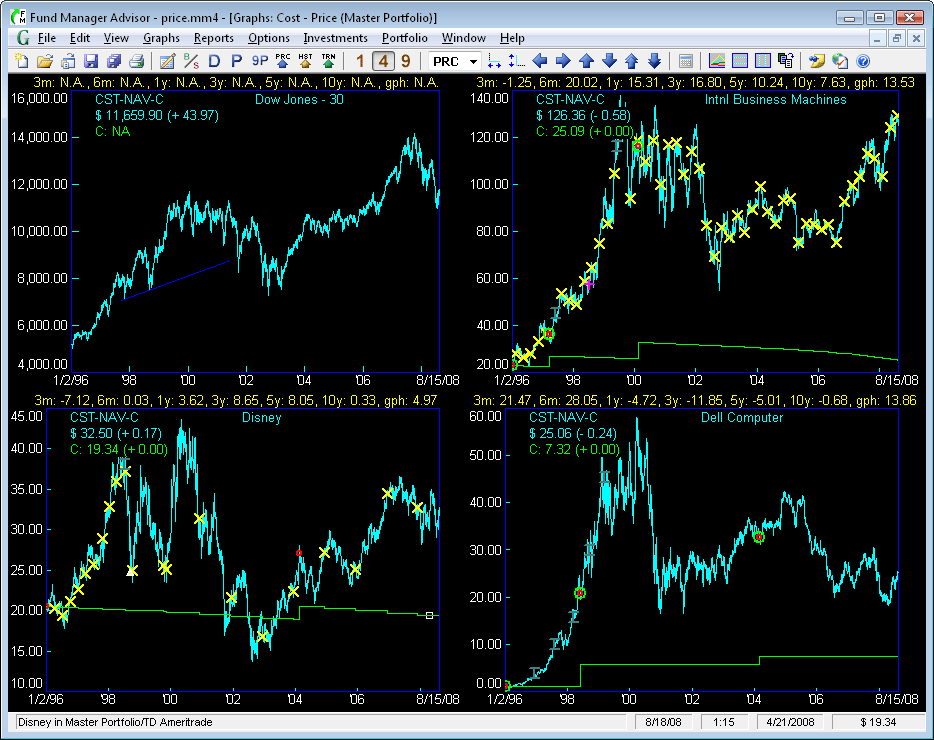 Fund Manager Advisor - price.mm4 - [Graphs: Cost - Price (Master Portfolio)]
File Edit View Graphs Reports Options Investments Portfolio Window Help
B/S D P 9P PRC HST TRN 1 4 9 PRC
3m: N.A., 6m: N.A., 1y: N.A., 3y: N.A., 5y: N.A., 10y: N.A., gph: N.A.
16,000.00
CST-NAV-C
Dow Jones - 30
$ 11,659.90 (+ 43.97)
C: NA
14,000.00
12,000.00
10,000.00
8,000.00
6,000.00
4,000.00
1/2/96 '98 '00 '02 '04 '06 8/15/08
3m: -1.25, 6m: 20.02, 1y: 15.31, 3y: 16.80, 5y: 10.24, 10y: 7.63, gph: 13.53
140.00
CST-NAV-C
Intnl Business Machines
$ 126.36 (- 0.58)
C: 25.09 (+ 0.00)
120.00
100.00
80.00
60.00
40.00
20.00
1/2/96 '98 '00 '02 '04 '06 8/15/08
3m: -7.12, 6m: 0.03, 1y: 3.62, 3y: 8.65, 5y: 8.05, 10y: 0.33, gph: 4.97
45.00
CST-NAV-C
Disney
$ 32.50 (+ 0.17)
C: 19.34 (+ 0.00)
40.00
35.00
30.00
25.00
20.00
15.00
10.00
1/2/96 '98 '00 '02 '04 '06 8/15/08
3m: 21.47, 6m: 28.05, 1y: -4.72, 3y: -11.85, 5y: -5.01, 10y: -0.68, gph: 13.86
60.00
CST-NAV-C
Dell Computer
$ 25.06 (- 0.24)
C: 7.32 (+ 0.00)
50.00
40.00
30.00
20.00
10.00
0.00
1/2/96 '98 '00 '02 '04 '06 8/15/08
Disney in Master Portfolio/TD Ameritrade 8/18/08 1:15 4/21/2008 $ 19.34